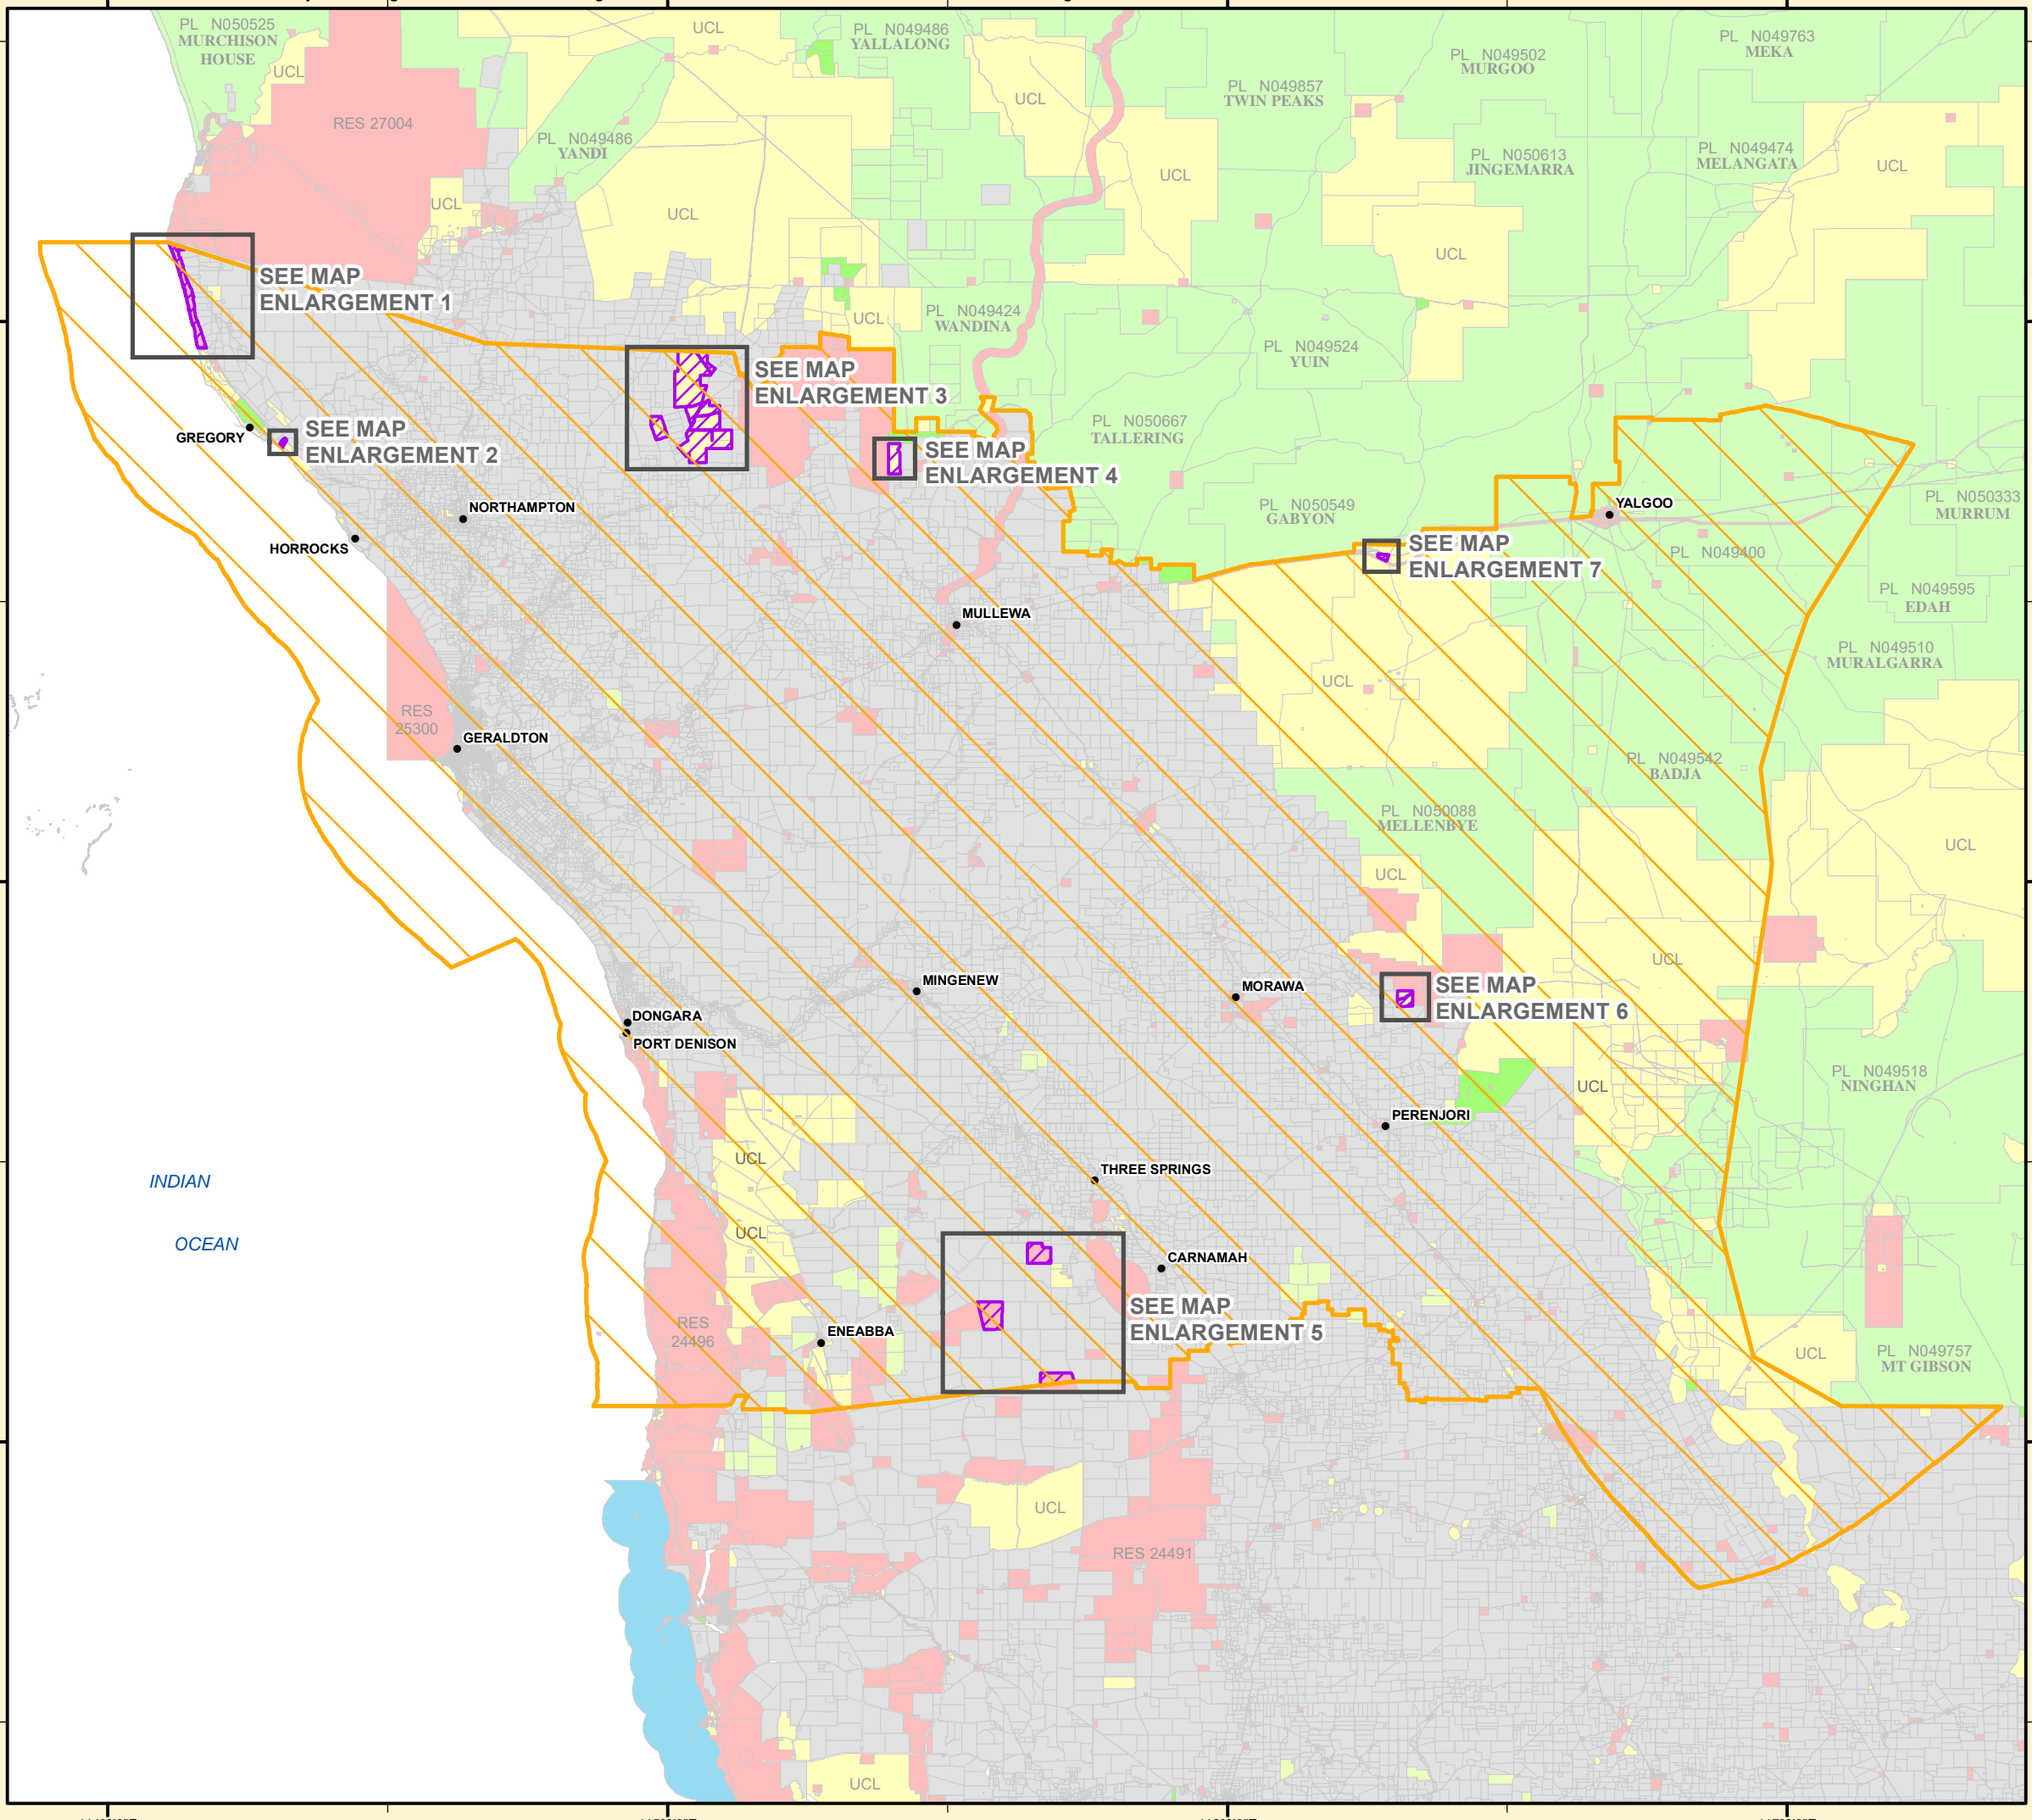 PL N050525
MURCHISON
HOUSE
UCL
PL N049486
YALLALONG
PL N049502
MURGOO
PL N049763
MEKA
UCL
UCL
PL N049857
TWIN PEAKS
RES 27004
PL N049486
YANDI
PL N050613
JINGEMARRA
PL N049474
MELANGATA
UCL
UCL
UCL
UCL
UCL
SEE MAP
ENLARGEMENT 1
PL N049424
WANDINA
UCL
PL N049524
YUIN
SEE MAP
ENLARGEMENT 3
PL N050667
TALLERING
GREGORY
SEE MAP
ENLARGEMENT 2
SEE MAP
ENLARGEMENT 4
NORTHAMPTON
PL N050549
GABYON
YALGOO
PL N050333
MURRUM
HORROCKS
SEE MAP
ENLARGEMENT 7
PL N049400
PL N049595
EDAH
MULLEWA
PL N049510
MURALGARRA
UCL
RES
25300
GERALDTON
PL N049542
BADJA
PL N050088
MELLENBYE
UCL
UCL
UCL
MINGENEW
MORAWA
SEE MAP
ENLARGEMENT 6
DONGARA
PORT DENISON
PL N049518
NINGHAN
UCL
PERENJORI
UCL
THREE SPRINGS
INDIAN
OCEAN
UCL
CARNAMAH
SEE MAP
ENLARGEMENT 5
RES
24496
ENEABBA
UCL
PL N049757
MT GIBSON
UCL
RES 24491
UCL